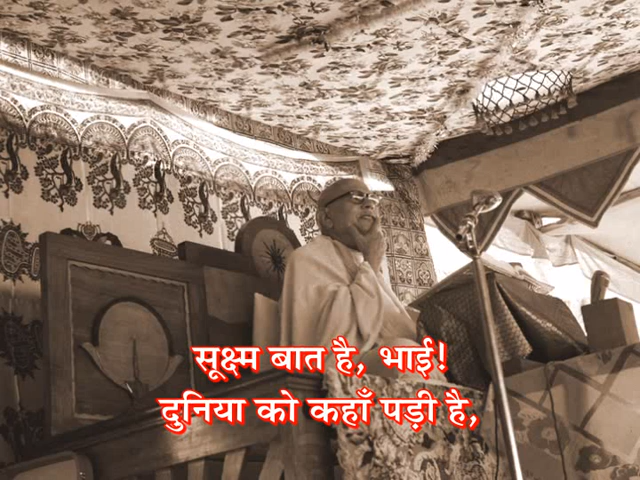 सूक्ष्म बात है, भाई!
दुनिया को कहाँ पड़ी है,